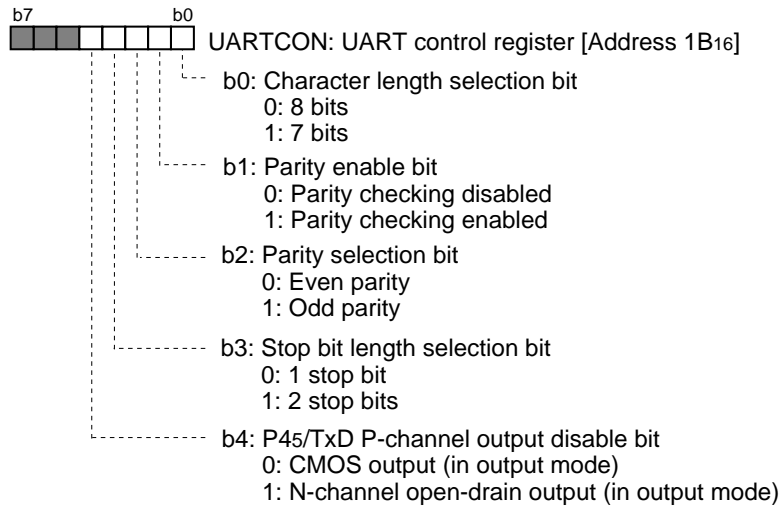 b7 b0
UARTCON: UART control register [Address 1B16]
b0: Character length selection bit
0: 8 bits
1: 7 bits
b1: Parity enable bit
0: Parity checking disabled
1: Parity checking enabled
b2: Parity selection bit
0: Even parity
1: Odd parity
b3: Stop bit length selection bit
0: 1 stop bit
1: 2 stop bits
b4: P45/TxD P-channel output disable bit
0: CMOS output (in output mode)
1: N-channel open-drain output (in output mode)